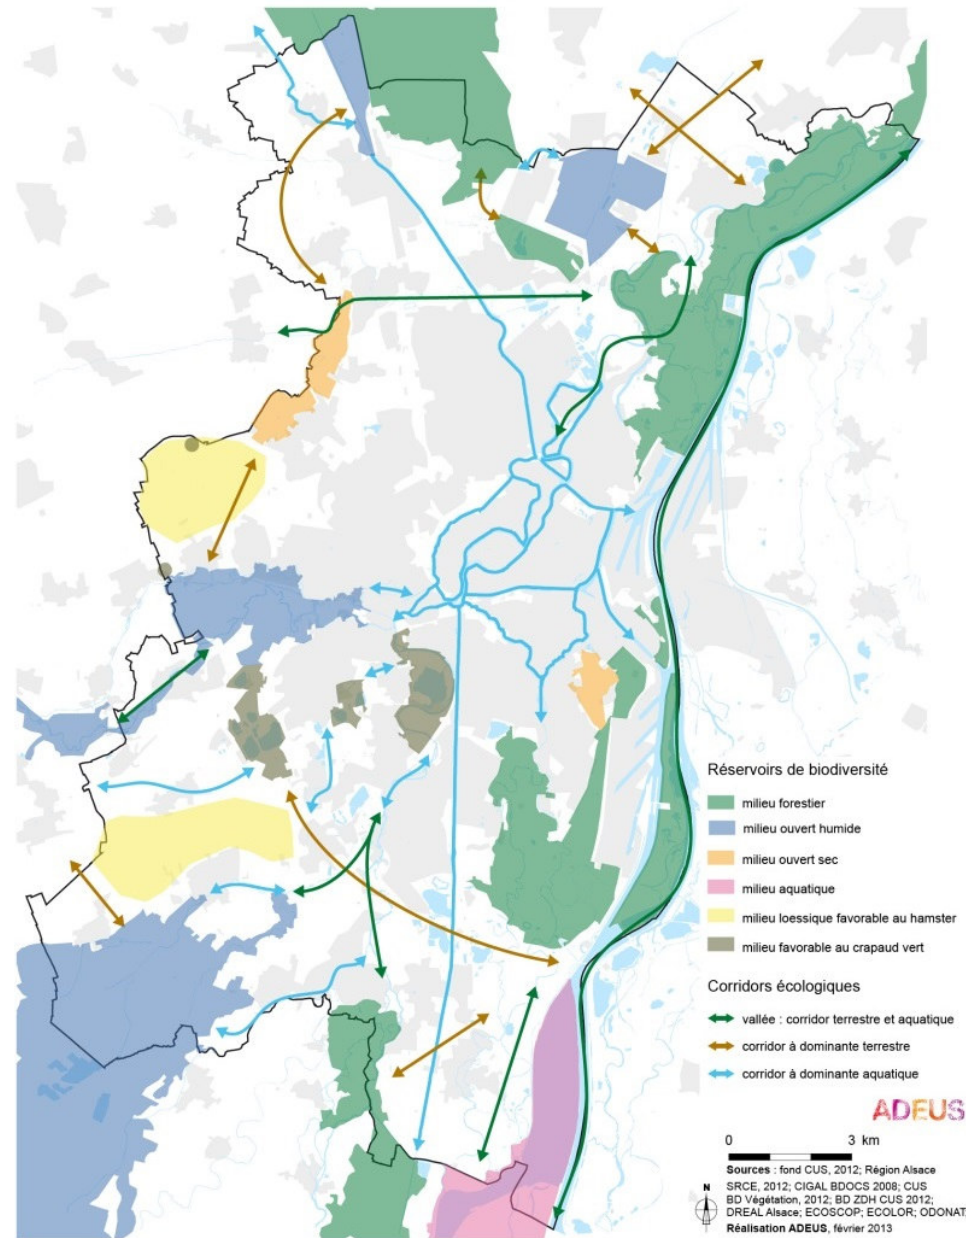 Réservoirs de biodiversité
milieu forestier
milieu ouvert humide
milieu ouvert sec
milieu aquatique
milieu loessique favorable au hamster
milieu favorable au crapaud vert
Corridors écologiques
vallée : corridor terrestre et aquatique
corridor à dominante terrestre
corridor à dominante aquatique
ADEUS
0 3 km
Sources : fond CUS, 2012; Région Alsace
SRCE, 2012; CIGAL BDOCS 2008; CUS
N BD Végétation, 2012; BD ZDH CUS 2012;
DREAL Alsace; ECOSCOP; ECOLOR; ODONAT
Réalisation ADEUS, février 2013